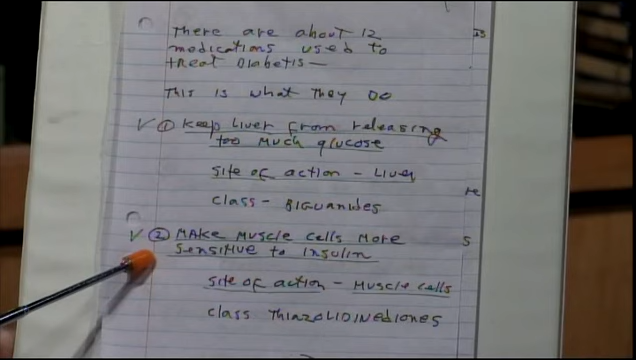 There are about 12
medications used to
treat Diabetis—
This is what they DO
✓ ① Keep Liver from releasing
too much glucose
Site of action - Liver
class - BIGUANIDES
✓ ② MAKE MUSCLE CELLS MORE
Sensitive to Insulin
Site of action - Muscle cells
class THIAZOLIDINEDIONES